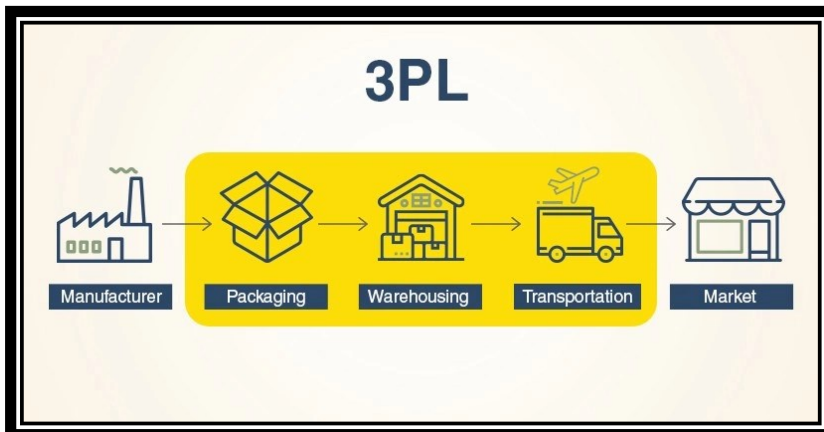 3PL
Manufacturer
Packaging
Warehousing
Transportation
Market